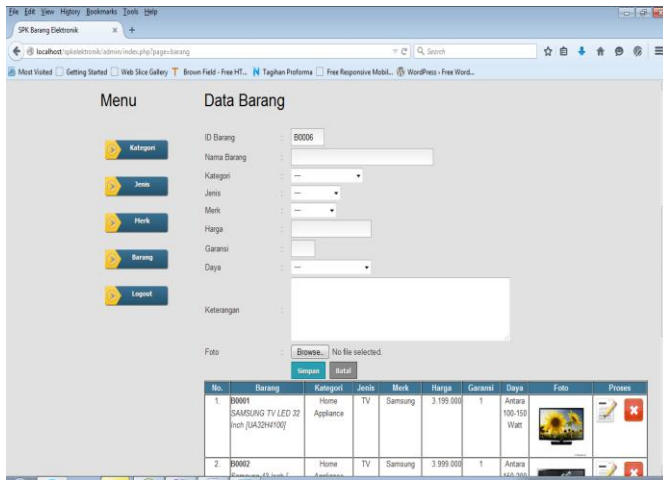 File Edit View History Bookmarks Tools Help
SPK Barang Elektronik × +
localhost/spkelektronik/admin/index.php?page=barang Search
Most Visited Getting Started Web Slice Gallery Brown Field - Free HT... Tagihan Proforma Free Responsive Mobil... WordPress › Free Word...
Menu
Kategori
Jenis
Merk
Barang
Logout
Data Barang
ID Barang : B0006
Nama Barang :
Kategori : ---
Jenis : ---
Merk : ---
Harga :
Garansi :
Daya : ---
Keterangan :
Foto : Browse.. No file selected.
Simpan Batal
No. Barang Kategori Jenis Merk Harga Garansi Daya Foto Proses
1. B0001 Home TV Samsung 3.199.000 1 Antara
SAMSUNG TV LED 32 Appliance 100-150
Inch [UA32H4100] Watt
2. B0002 Home TV Samsung 3.999.000 1 Antara